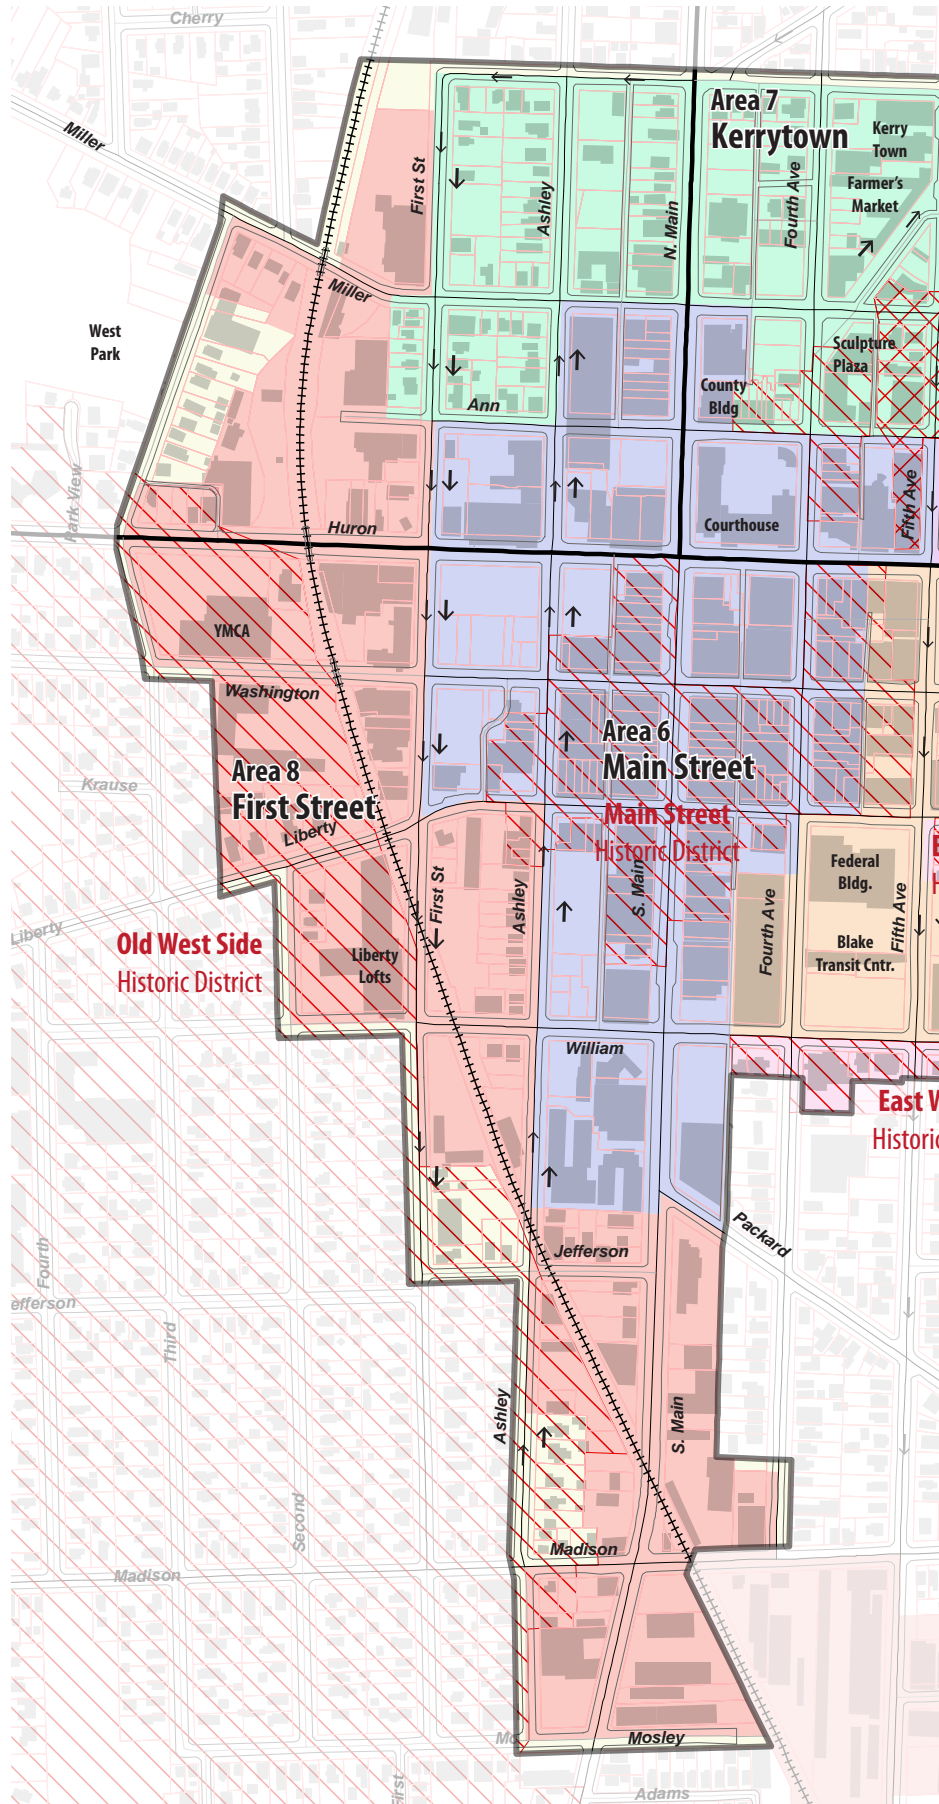 Cherry
Miller
Area 7
Kerrytown
Kerry
Town
Farmer's
Market
First St
Ashley
N. Main
Fourth Ave
Miller
West
Park
Sculpture
Plaza
County
Bldg
Ann
Park View
Huron
Courthouse
Fifth Ave
YMCA
Washington
Area 6
Main Street
Area 8
First Street
Krause
Main Street
Historic District
Liberty
Federal
Bldg.
S. Main
First St
Ashley
Fourth Ave
Fifth Ave
Liberty
Old West Side
Historic District
Liberty
Lofts
Blake
Transit Cntr.
William
East W
Historic
Packard
Jefferson
Fourth
efferson
Third
Ashley
S. Main
Second
Madison
Madison
Mo
Mosley
First
Adams